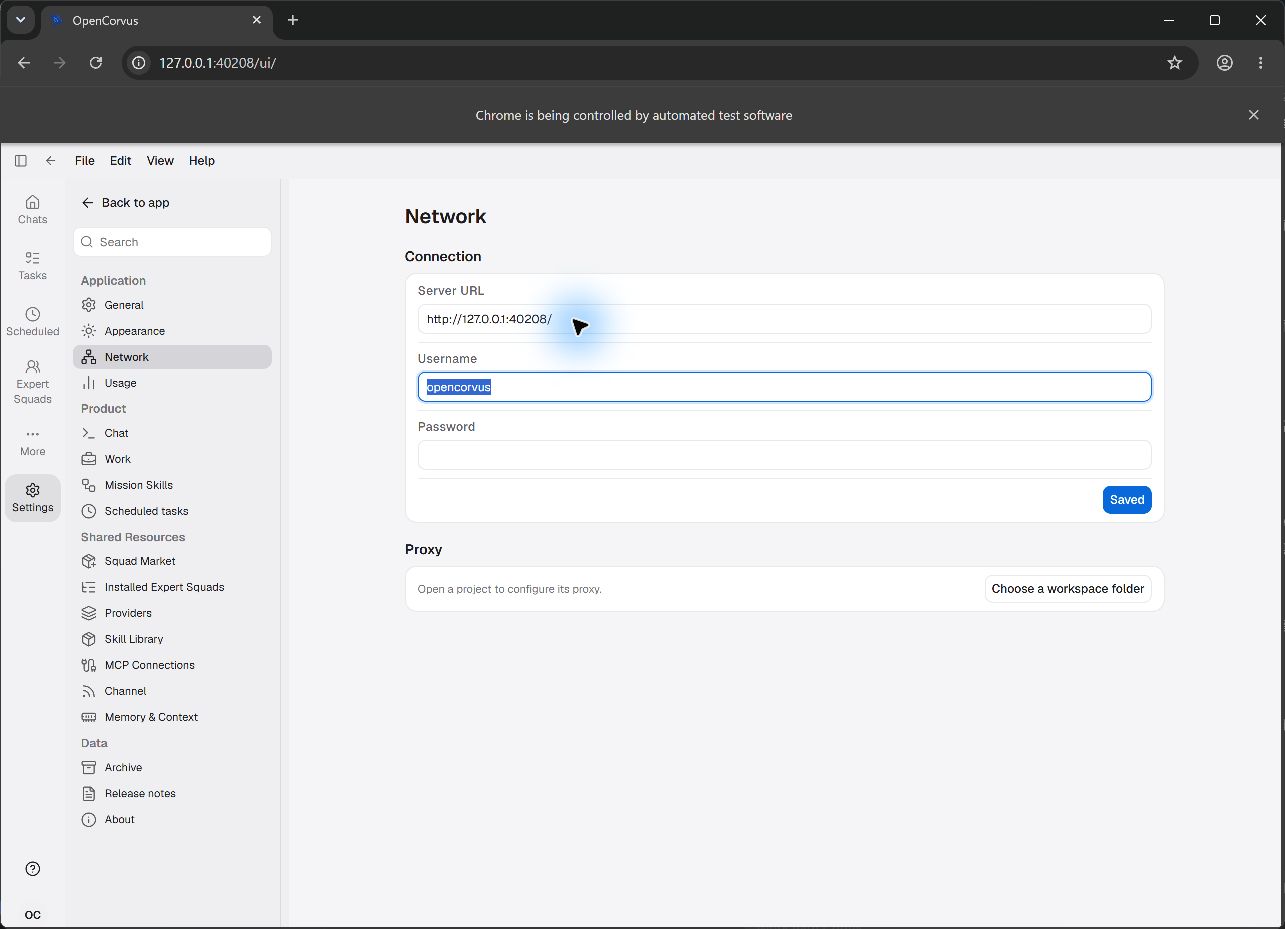 OpenCorvus
127.0.0.1:40208/ui/
Chrome is being controlled by automated test software
File Edit View Help
Chats
Tasks
Scheduled
Expert
Squads
More
Settings
OC
Back to app
Search
Application
General
Appearance
Network
Usage
Product
Chat
Work
Mission Skills
Scheduled tasks
Shared Resources
Squad Market
Installed Expert Squads
Providers
Skill Library
MCP Connections
Channel
Memory & Context
Data
Archive
Release notes
About
Network
Connection
Server URL
http://127.0.0.1:40208/
Username
opencorvus
Password
Saved
Proxy
Open a project to configure its proxy.
Choose a workspace folder